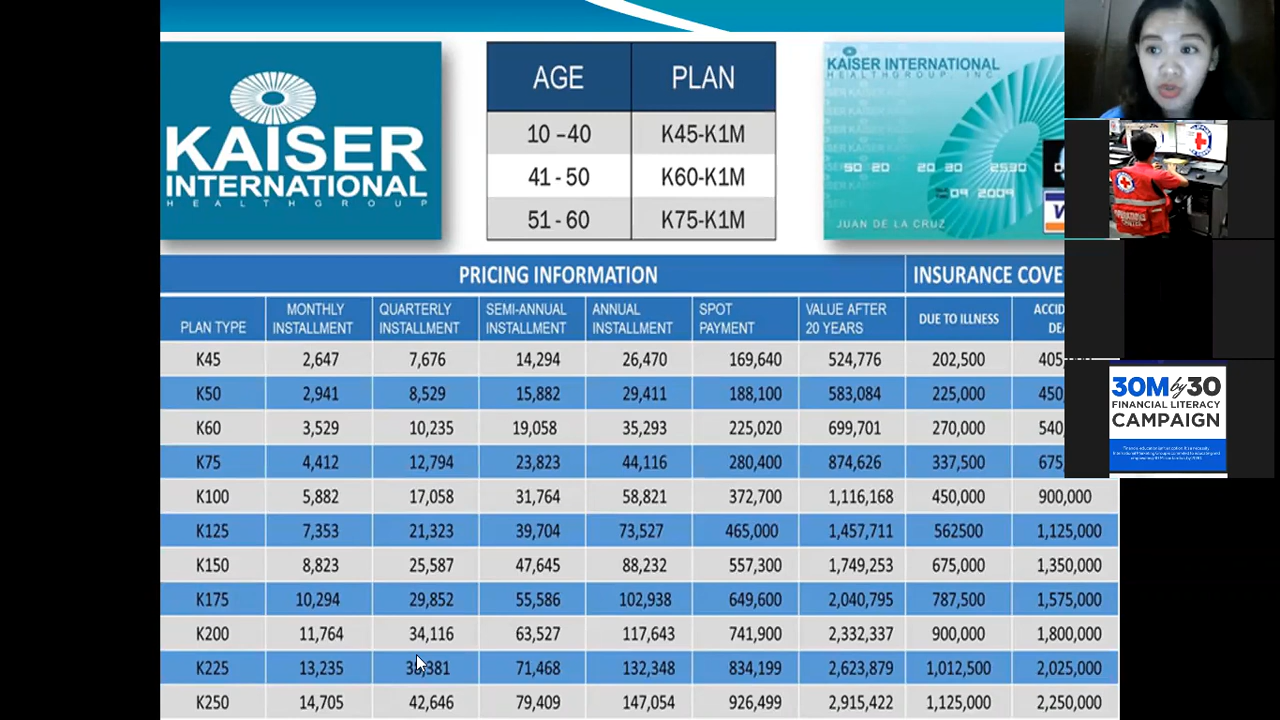 KAISER
INTERNATIONAL
HEALTHGROUP
AGE PLAN
10 –40 K45-K1M
41 - 50 K60-K1M
51 - 60 K75-K1M
KAISER INTERNATIONAL
HEALTHGROUP, INC
09 2009
JUAN DE LA CRUZ
PRICING INFORMATION INSURANCE COVE
PLAN TYPE MONTHLY INSTALLMENT QUARTERLY INSTALLMENT SEMI-ANNUAL INSTALLMENT ANNUAL INSTALLMENT SPOT PAYMENT VALUE AFTER 20 YEARS DUE TO ILLNESS ACCID DE
K45 2,647 7,676 14,294 26,470 169,640 524,776 202,500 405,
K50 2,941 8,529 15,882 29,411 188,100 583,084 225,000 450,
K60 3,529 10,235 19,058 35,293 225,020 699,701 270,000 540,
K75 4,412 12,794 23,823 44,116 280,400 874,626 337,500 675,
K100 5,882 17,058 31,764 58,821 372,700 1,116,168 450,000 900,000
K125 7,353 21,323 39,704 73,527 465,000 1,457,711 562500 1,125,000
K150 8,823 25,587 47,645 88,232 557,300 1,749,253 675,000 1,350,000
K175 10,294 29,852 55,586 102,938 649,600 2,040,795 787,500 1,575,000
K200 11,764 34,116 63,527 117,643 741,900 2,332,337 900,000 1,800,000
K225 13,235 71,468 132,348 834,199 2,623,879 1,012,500 2,025,000
K250 14,705 42,646 79,409 147,054 926,499 2,915,422 1,125,000 2,250,000
30M by 30
FINANCIAL LITERACY
CAMPAIGN